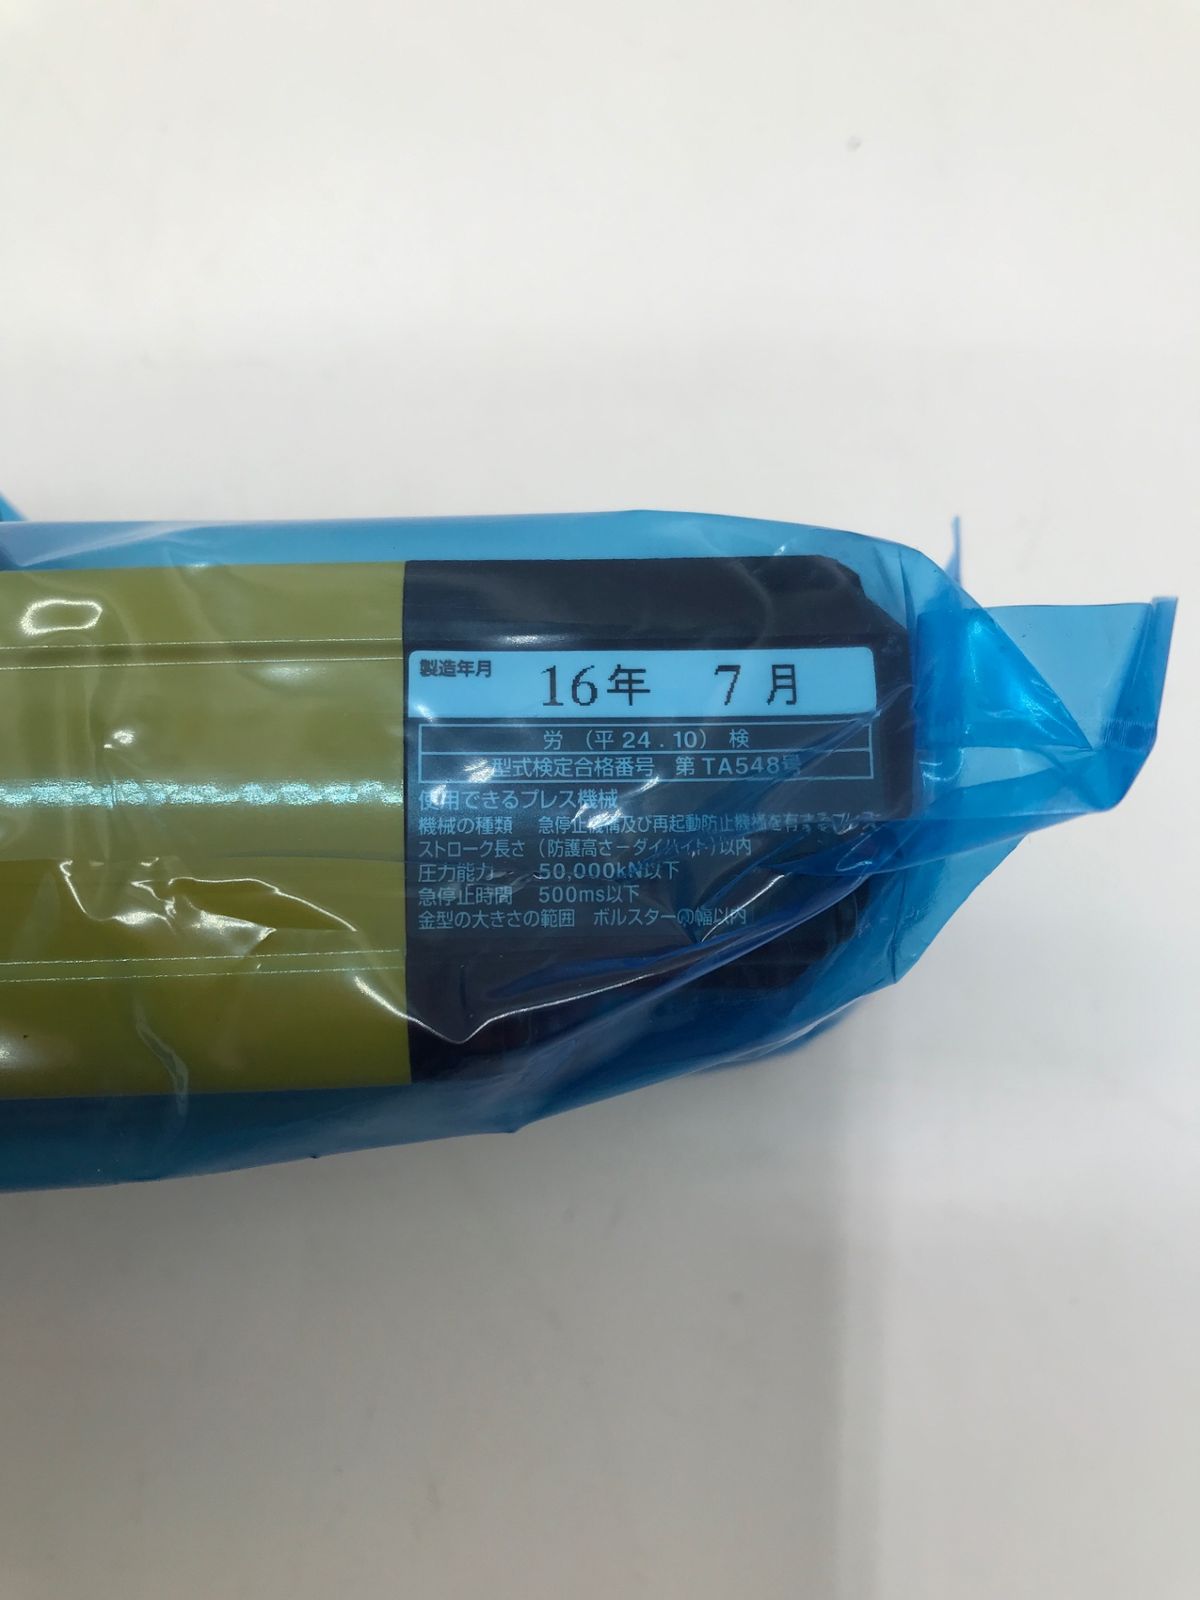 製造年月 16年 7月
労 (平24.10) 検
型式検定合格番号 第TA548号
使用できるプレス機械
機械の種類 急停止機構及び再起動防止機構を有するプレス
ストローク長さ (防護高さ-ダイハイト)以内
圧力能力 50,000kN以下
急停止時間 500ms以下
金型の大きさの範囲 ボルスターの幅以内